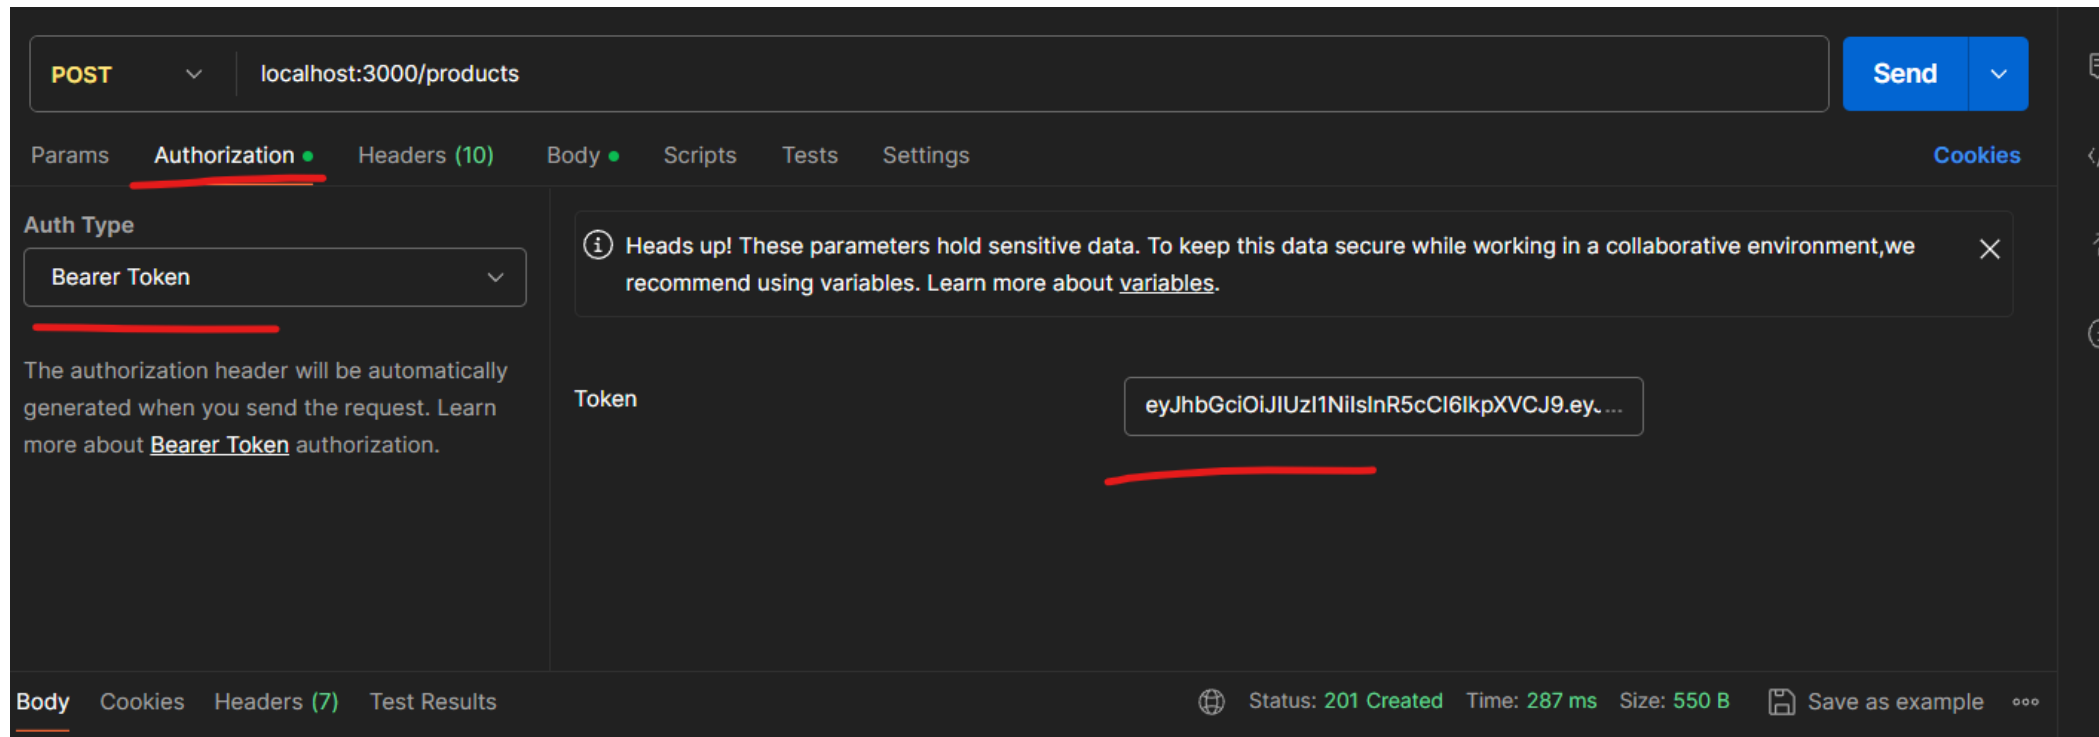 POST localhost:3000/products Send
Params Authorization Headers (10) Body Scripts Tests Settings Cookies
Auth Type
Bearer Token
The authorization header will be automatically
generated when you send the request. Learn
more about Bearer Token authorization.
Heads up! These parameters hold sensitive data. To keep this data secure while working in a collaborative environment,we
recommend using variables. Learn more about variables.
Token
eyJhbGciOiJIUzI1NiIsInR5cCI6IkpXVCJ9.eyJ...
Body Cookies Headers (7) Test Results Status: 201 Created Time: 287 ms Size: 550 B Save as example